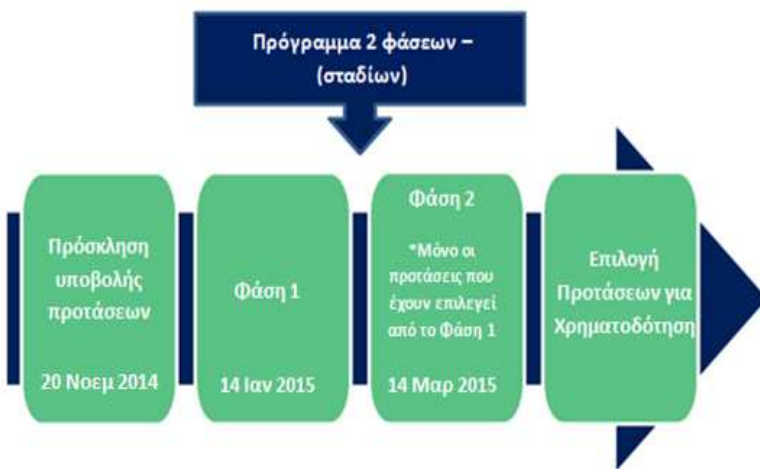 Πρόγραμμα 2 φάσεων –
(σταδίων)
Πρόσκληση
υποβολής
προτάσεων
20 Νοεμ 2014
Φάση 1
14 Ιαν 2015
Φάση 2
*Μόνο οι
προτάσεις που
έχουν επιλεγεί
από το Φάση 1
14 Μαρ 2015
Επιλογή
Προτάσεων για
Χρηματοδότηση